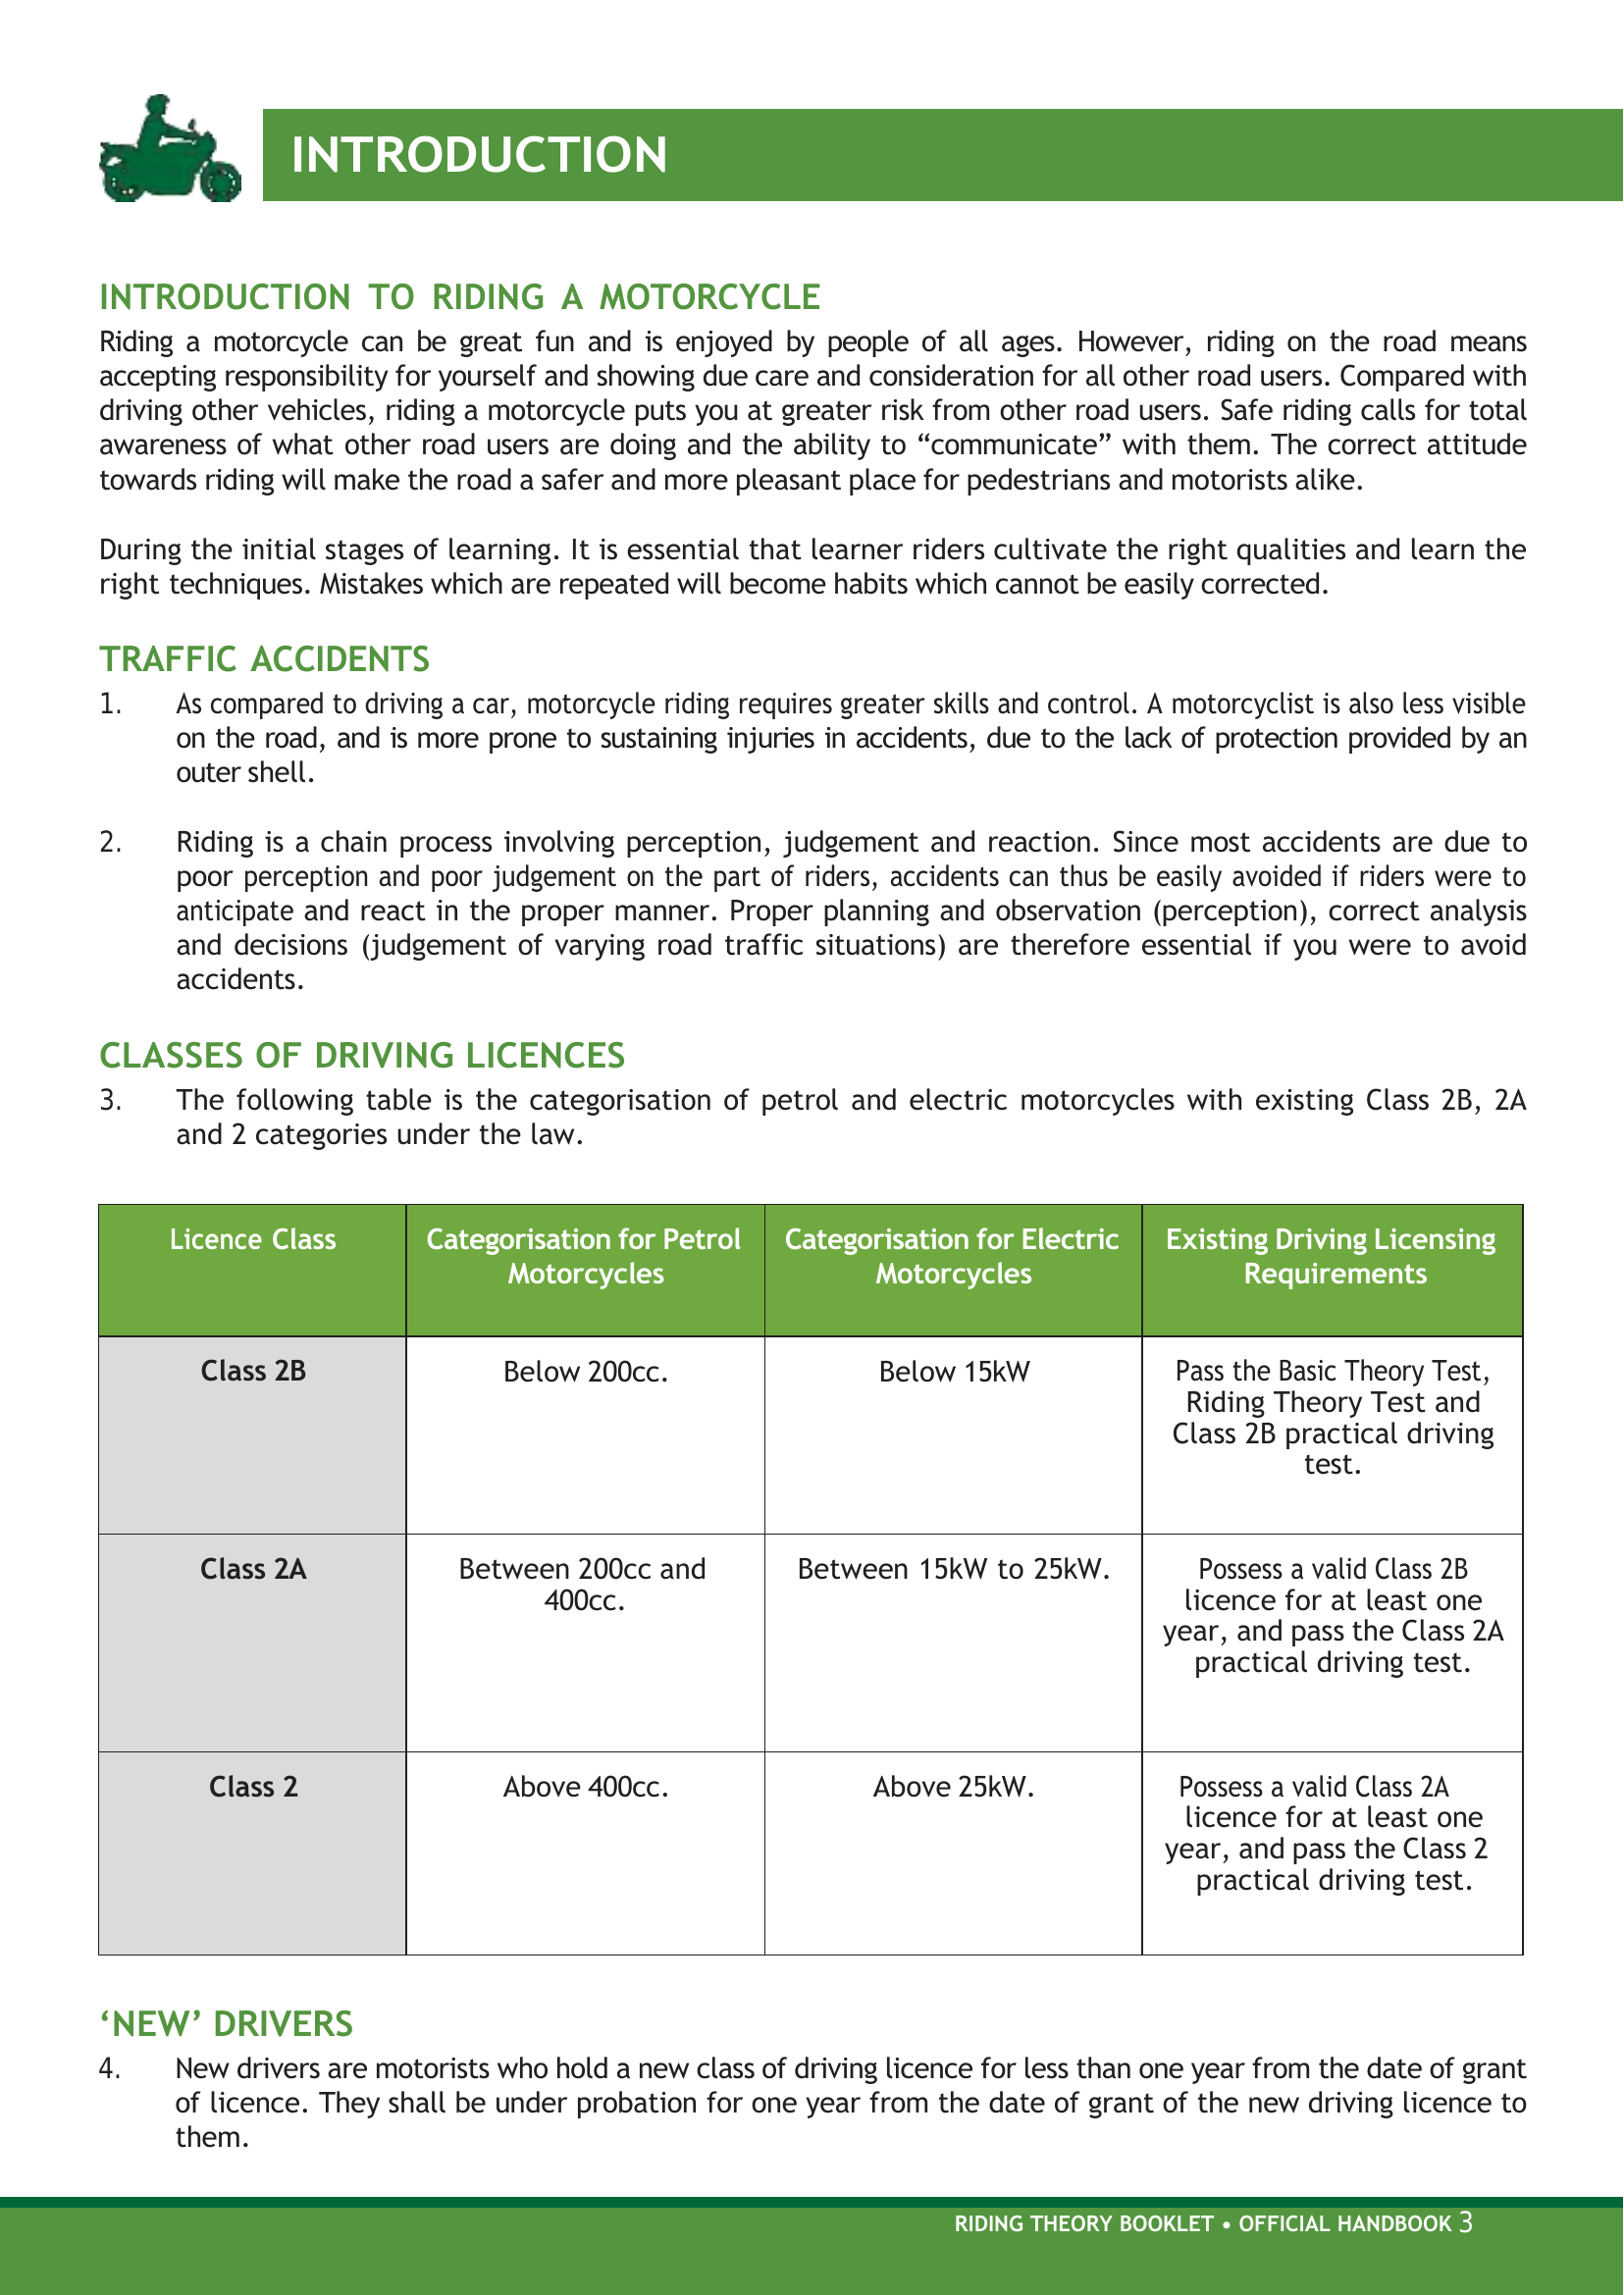 INTRODUCTION
INTRODUCTION TO RIDING A MOTORCYCLE
Riding a motorcycle can be great fun and is enjoyed by people of all ages. However, riding on the road means
accepting responsibility for yourself and showing due care and consideration for all other road users. Compared with
driving other vehicles, riding a motorcycle puts you at greater risk from other road users. Safe riding calls for total
awareness of what other road users are doing and the ability to “communicate” with them. The correct attitude
towards riding will make the road a safer and more pleasant place for pedestrians and motorists alike.
During the initial stages of learning. It is essential that learner riders cultivate the right qualities and learn the
right techniques. Mistakes which are repeated will become habits which cannot be easily corrected.
TRAFFIC ACCIDENTS
1. As compared to driving a car, motorcycle riding requires greater skills and control. A motorcyclist is also less visible
on the road, and is more prone to sustaining injuries in accidents, due to the lack of protection provided by an
outer shell.
2. Riding is a chain process involving perception, judgement and reaction. Since most accidents are due to
poor perception and poor judgement on the part of riders, accidents can thus be easily avoided if riders were to
anticipate and react in the proper manner. Proper planning and observation (perception), correct analysis
and decisions (judgement of varying road traffic situations) are therefore essential if you were to avoid
accidents.
CLASSES OF DRIVING LICENCES
3. The following table is the categorisation of petrol and electric motorcycles with existing Class 2B, 2A
and 2 categories under the law.
Licence Class
Categorisation for Petrol
Motorcycles
Categorisation for Electric
Motorcycles
Existing Driving Licensing
Requirements
Class 2B
Below 200cc.
Below 15kW
Pass the Basic Theory Test,
Riding Theory Test and
Class 2B practical driving
test.
Class 2A
Between 200cc and
400cc.
Between 15kW to 25kW.
Possess a valid Class 2B
licence for at least one
year, and pass the Class 2A
practical driving test.
Class 2
Above 400cc.
Above 25kW.
Possess a valid Class 2A
licence for at least one
year, and pass the Class 2
practical driving test.
‘NEW’ DRIVERS
4. New drivers are motorists who hold a new class of driving licence for less than one year from the date of grant
of licence. They shall be under probation for one year from the date of grant of the new driving licence to
them.
RIDING THEORY BOOKLET • OFFICIAL HANDBOOK 3